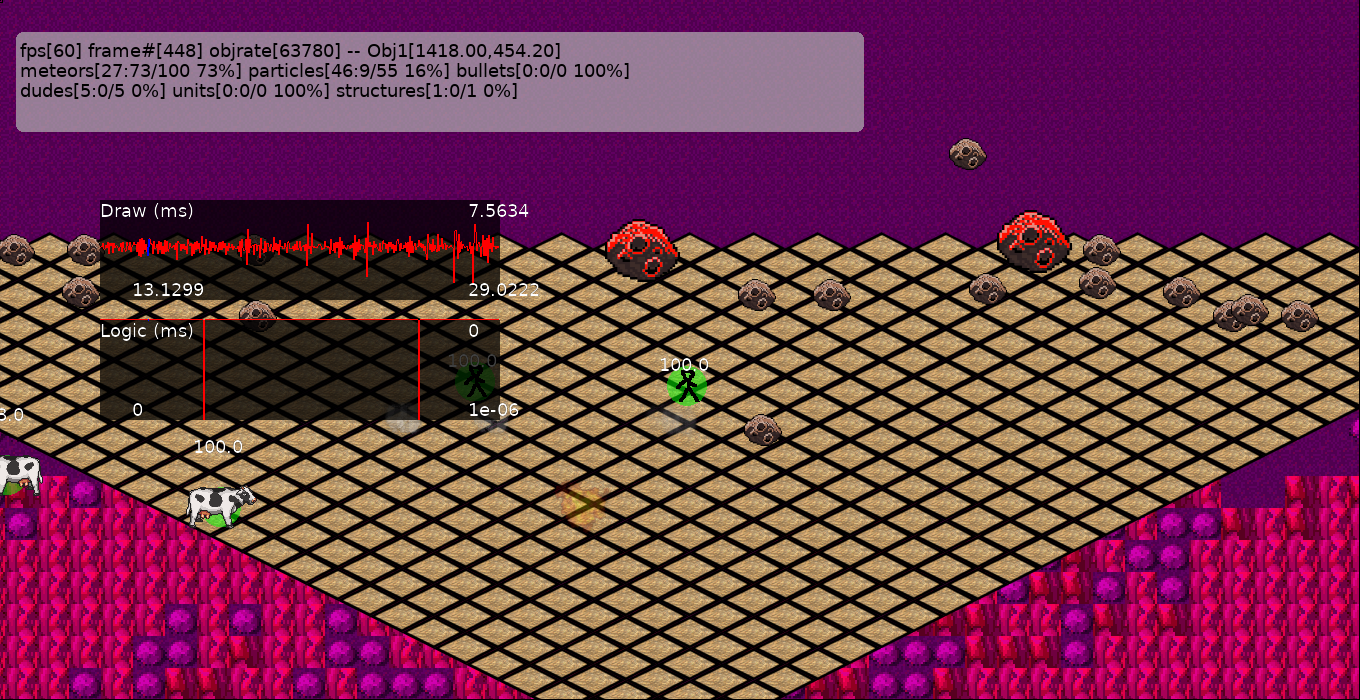 fps[60] frame#[448] objrate[63780] -- Obj1[1418.00,454.20]
meteors[27:73/100 73%] particles[46:9/55 16%] bullets[0:0/0 100%]
dudes[5:0/5 0%] units[0:0/0 100%] structures[1:0/1 0%]
Draw (ms) 7.5634
13.1299 29.0222
Logic (ms) 0
100.0
100.0
0 1e-06
3.0
100.0